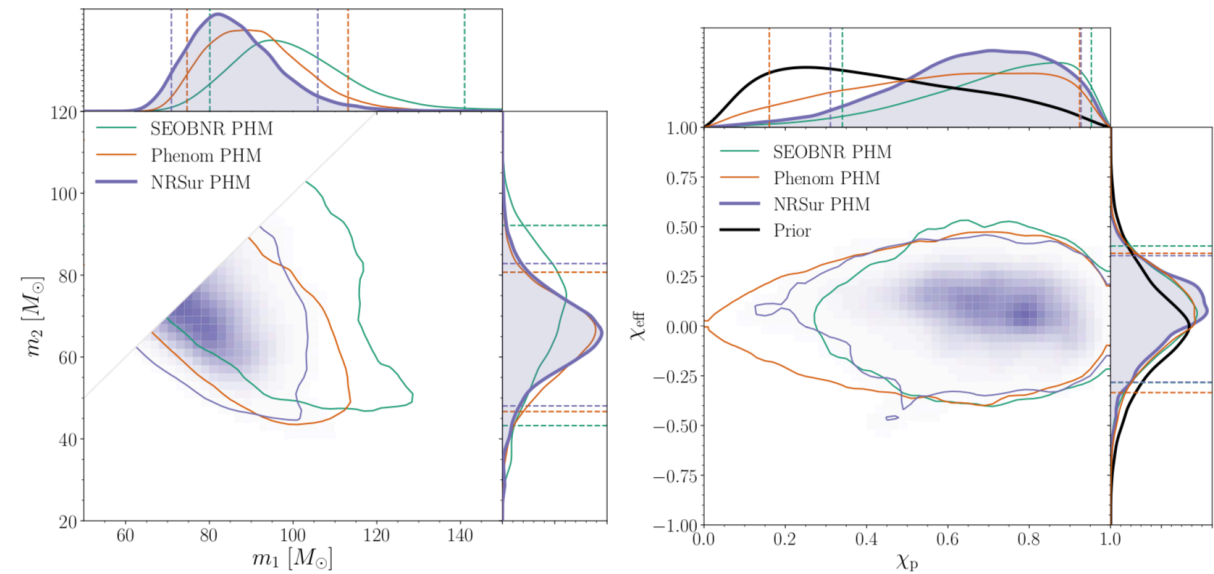 120
SEOBNR PHM
Phenom PHM
NRSur PHM
100
80
60
40
20
m₂ [M⊙]
60 80 100 120 140
m₁ [M⊙]
1.00
SEOBNR PHM
0.75
Phenom PHM
NRSur PHM
0.50
Prior
0.25
0.00
−0.25
−0.50
−0.75
−1.00
χeff
0.0 0.2 0.4 0.6 0.8 1.0
χp